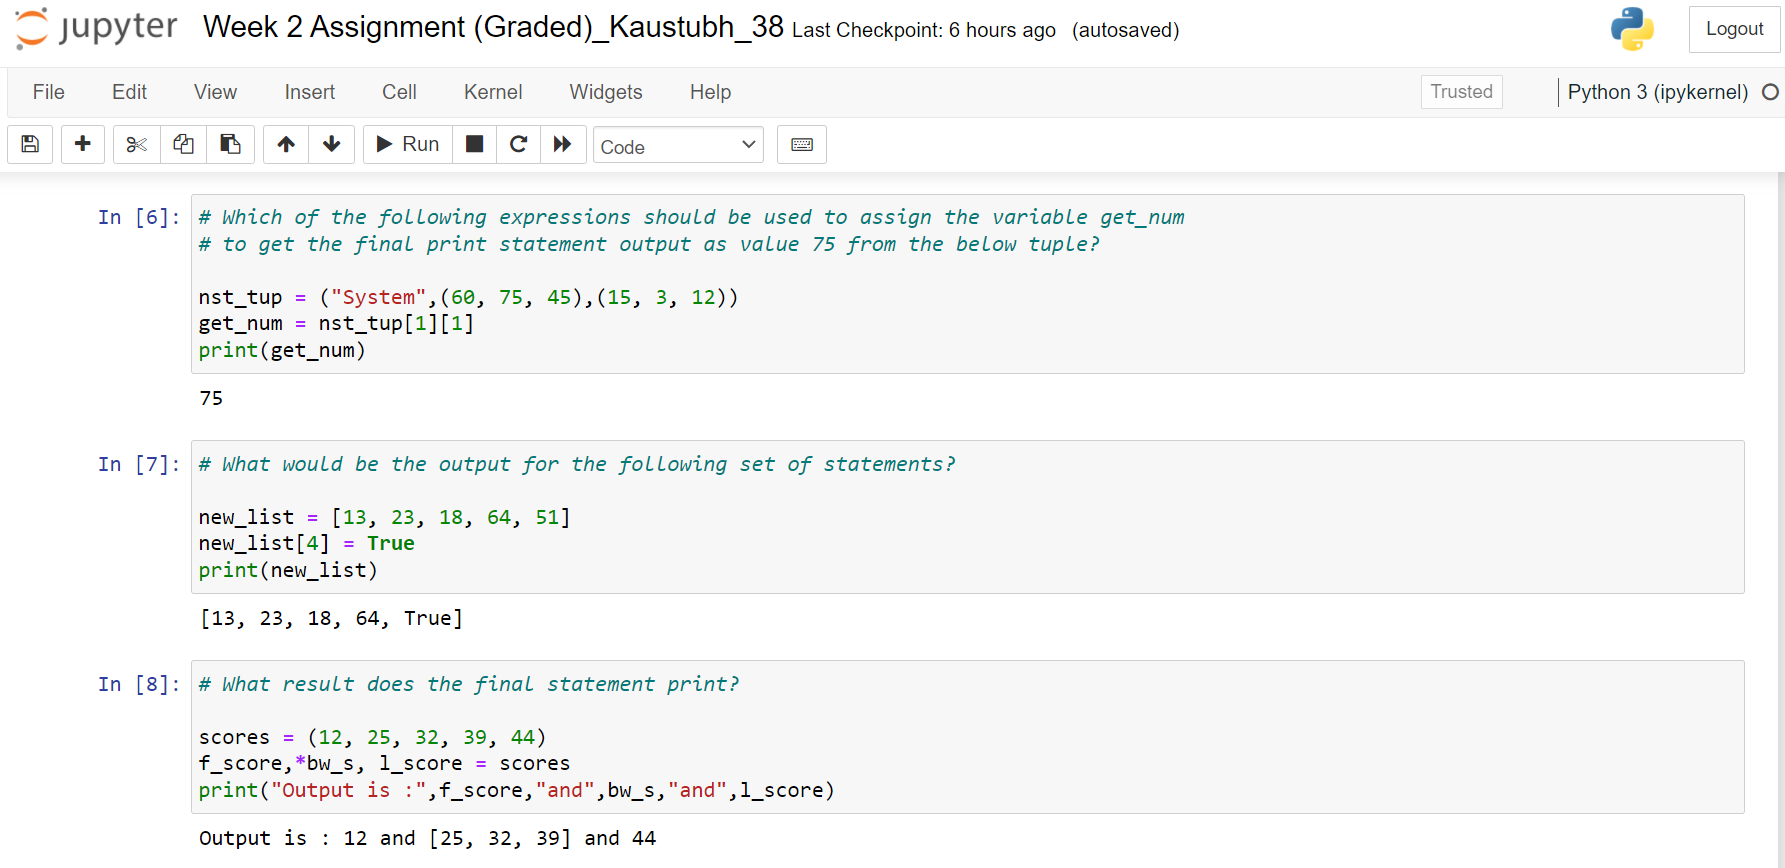 jupyter Week 2 Assignment (Graded)_Kaustubh_38 Last Checkpoint: 6 hours ago (autosaved) Logout
File Edit View Insert Cell Kernel Widgets Help Trusted Python 3 (ipykernel)
Run Code
In [6]: # Which of the following expressions should be used to assign the variable get_num
# to get the final print statement output as value 75 from the below tuple?
nst_tup = ("System",(60, 75, 45),(15, 3, 12))
get_num = nst_tup[1][1]
print(get_num)
75
In [7]: # What would be the output for the following set of statements?
new_list = [13, 23, 18, 64, 51]
new_list[4] = True
print(new_list)
[13, 23, 18, 64, True]
In [8]: # What result does the final statement print?
scores = (12, 25, 32, 39, 44)
f_score,*bw_s, l_score = scores
print("Output is :",f_score,"and",bw_s,"and",l_score)
Output is : 12 and [25, 32, 39] and 44